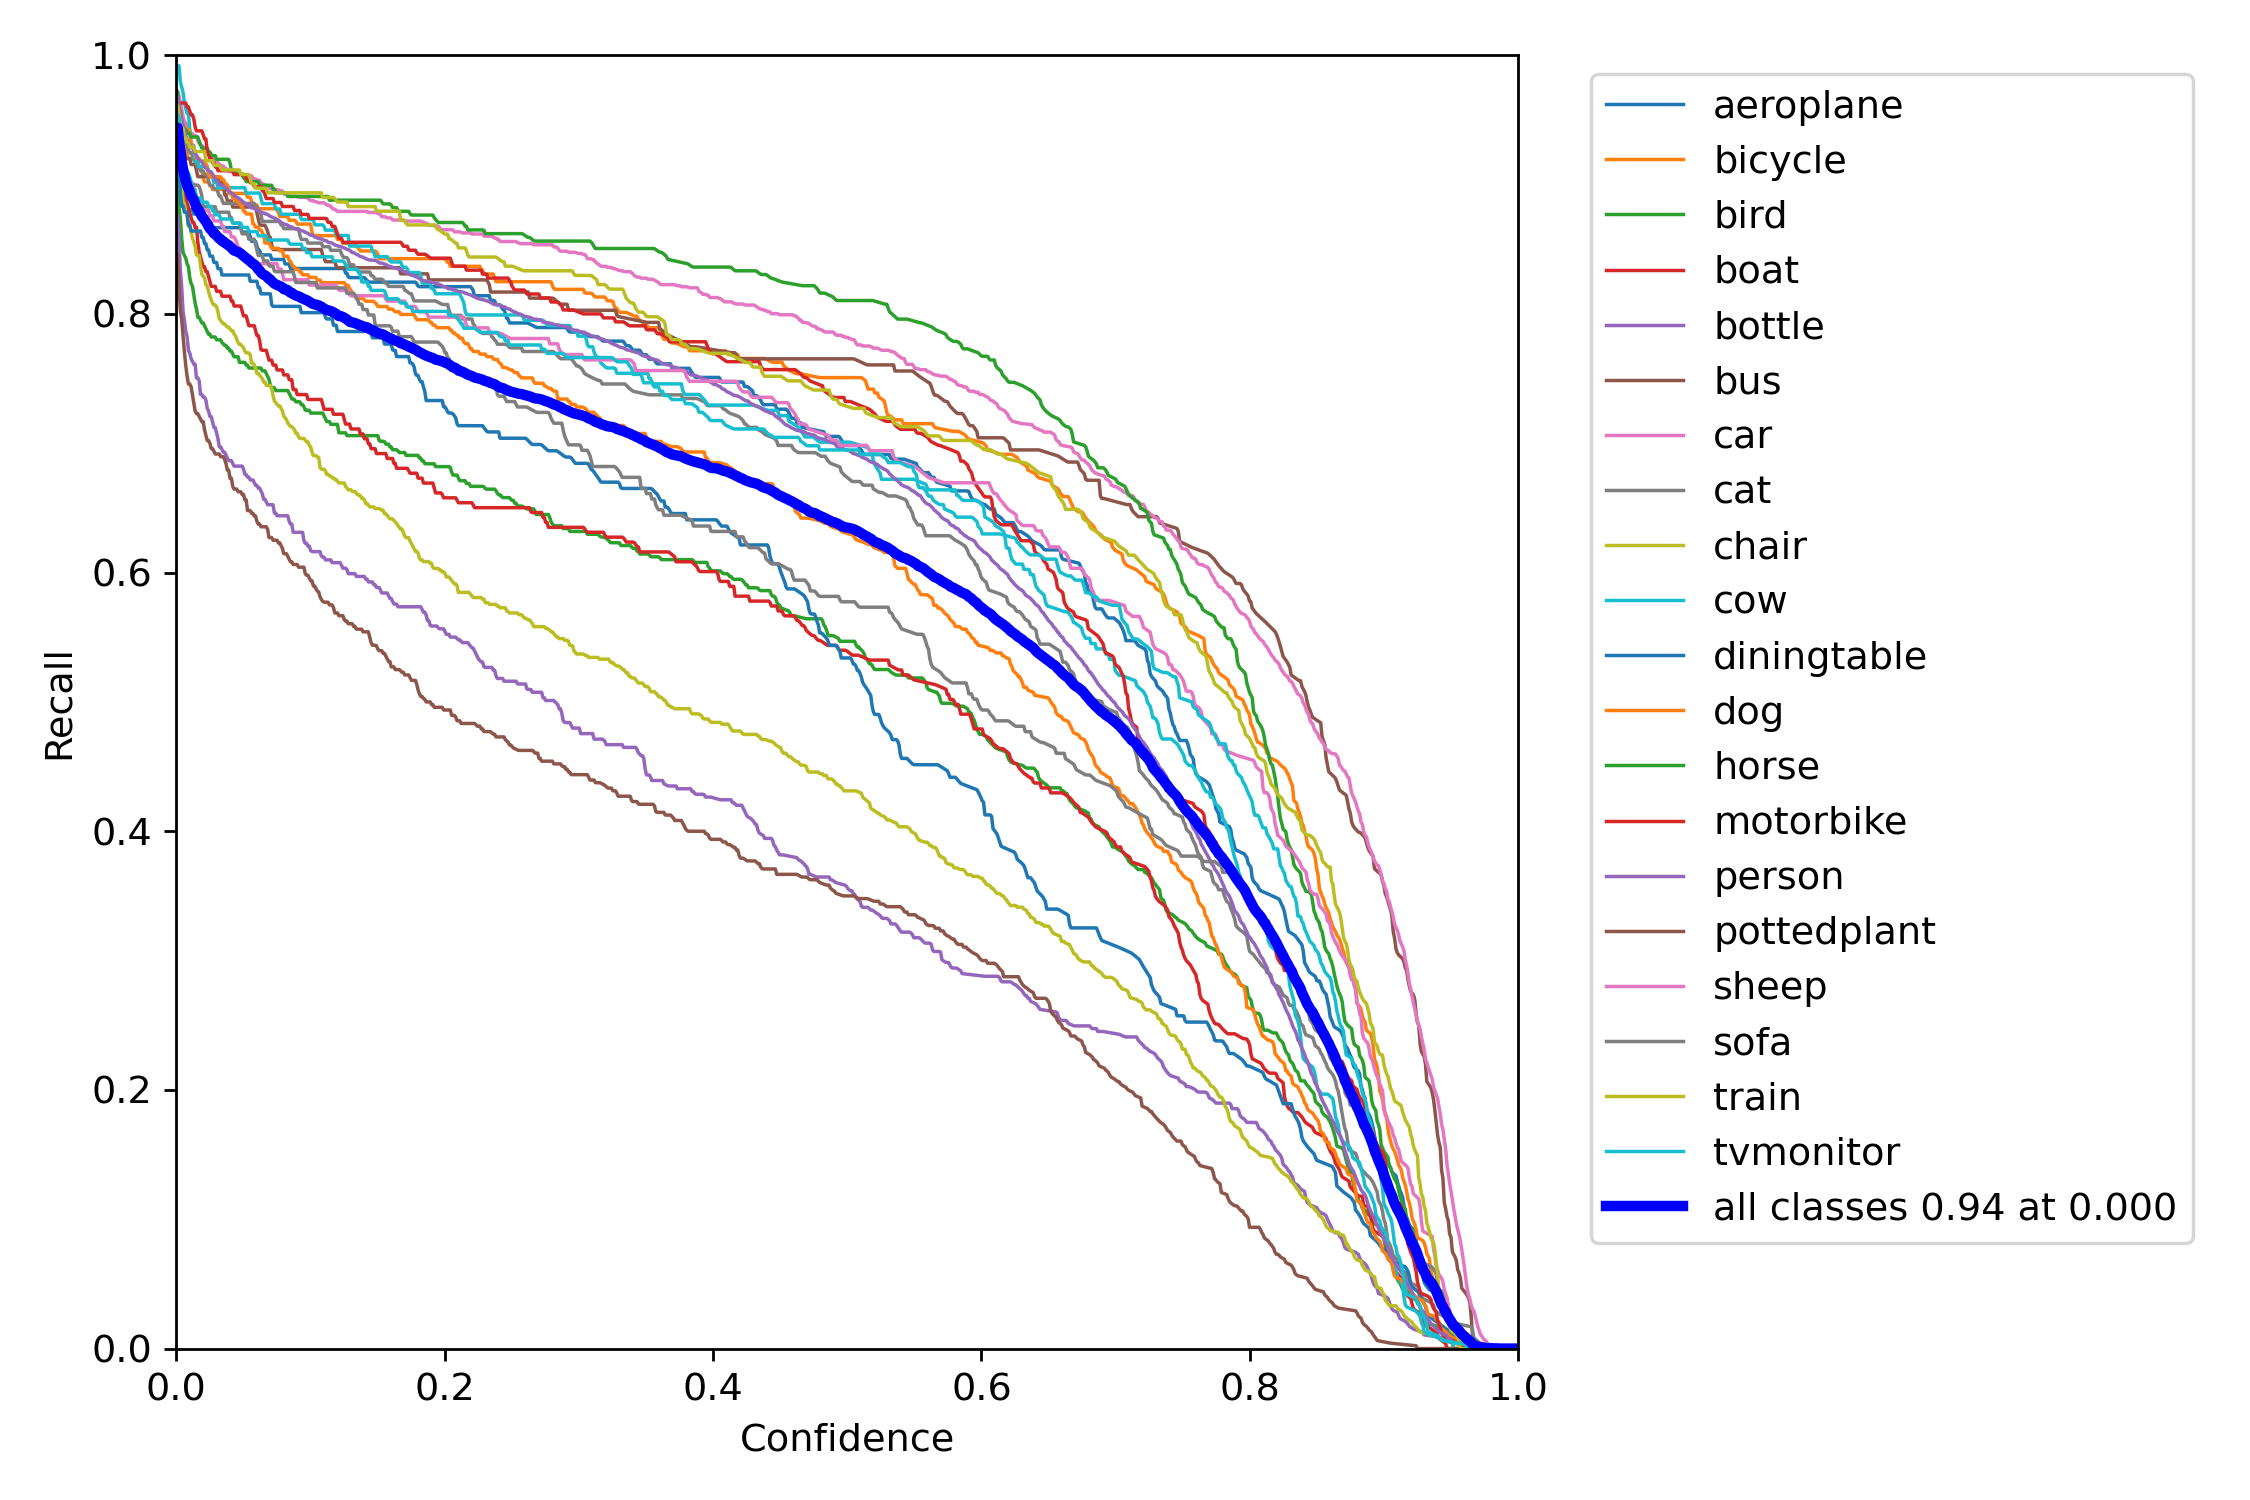 1.0
0.8
0.6
0.4
0.2
0.0
Recall
0.0 0.2 0.4 0.6 0.8 1.0
Confidence
aeroplane
bicycle
bird
boat
bottle
bus
car
cat
chair
cow
diningtable
dog
horse
motorbike
person
pottedplant
sheep
sofa
train
tvmonitor
all classes 0.94 at 0.000